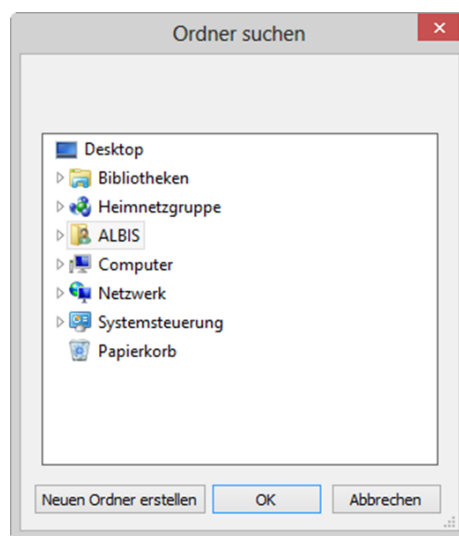 Ordner suchen
Desktop
Bibliotheken
Heimnetzgruppe
ALBIS
Computer
Netzwerk
Systemsteuerung
Papierkorb
Neuen Ordner erstellen OK Abbrechen